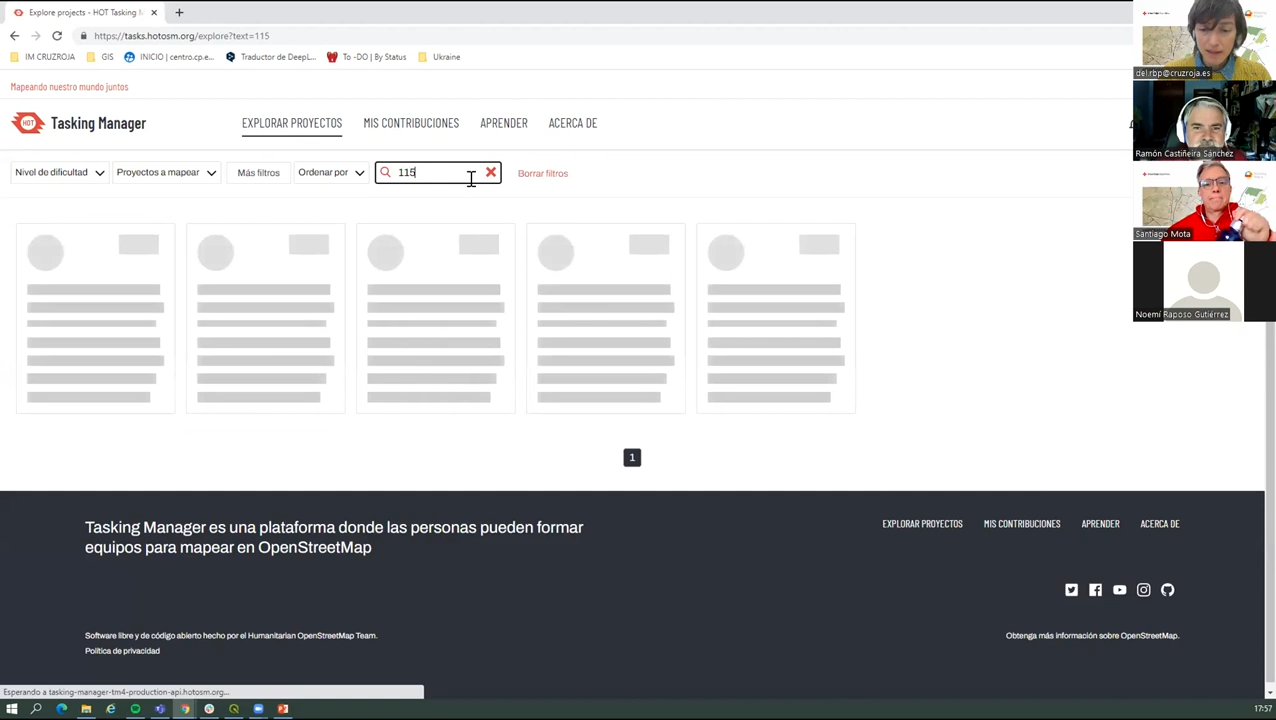 Explore projects - HOT Tasking M
https://tasks.hotosm.org/explore?text=115
IM CRUZROJA
GIS
INICIO | centro.cp.e...
Traductor de DeepL...
To -DO | By Status
Ukraine
Mapeando nuestro mundo juntos
HOT
Tasking Manager
EXPLORAR PROYECTOS
MIS CONTRIBUCIONES
APRENDER
ACERCA DE
Nivel de dificultad
Proyectos a mapear
Más filtros
Ordenar por
115
Borrar filtros
1
Tasking Manager es una plataforma donde las personas pueden formar
equipos para mapear en OpenStreetMap
EXPLORAR PROYECTOS
MIS CONTRIBUCIONES
APRENDER
ACERCA DE
Software libre y de código abierto hecho por el Humanitarian OpenStreetMap Team.
Obtenga más información sobre OpenStreetMap.
Política de privacidad
Esperando a tasking-manager-tm4-production-api.hotosm.org...
17:57
del.rbp@cruzroja.es
Ramón Castiñeira Sánchez
Santiago Mota
Noemí Raposo Gutiérrez